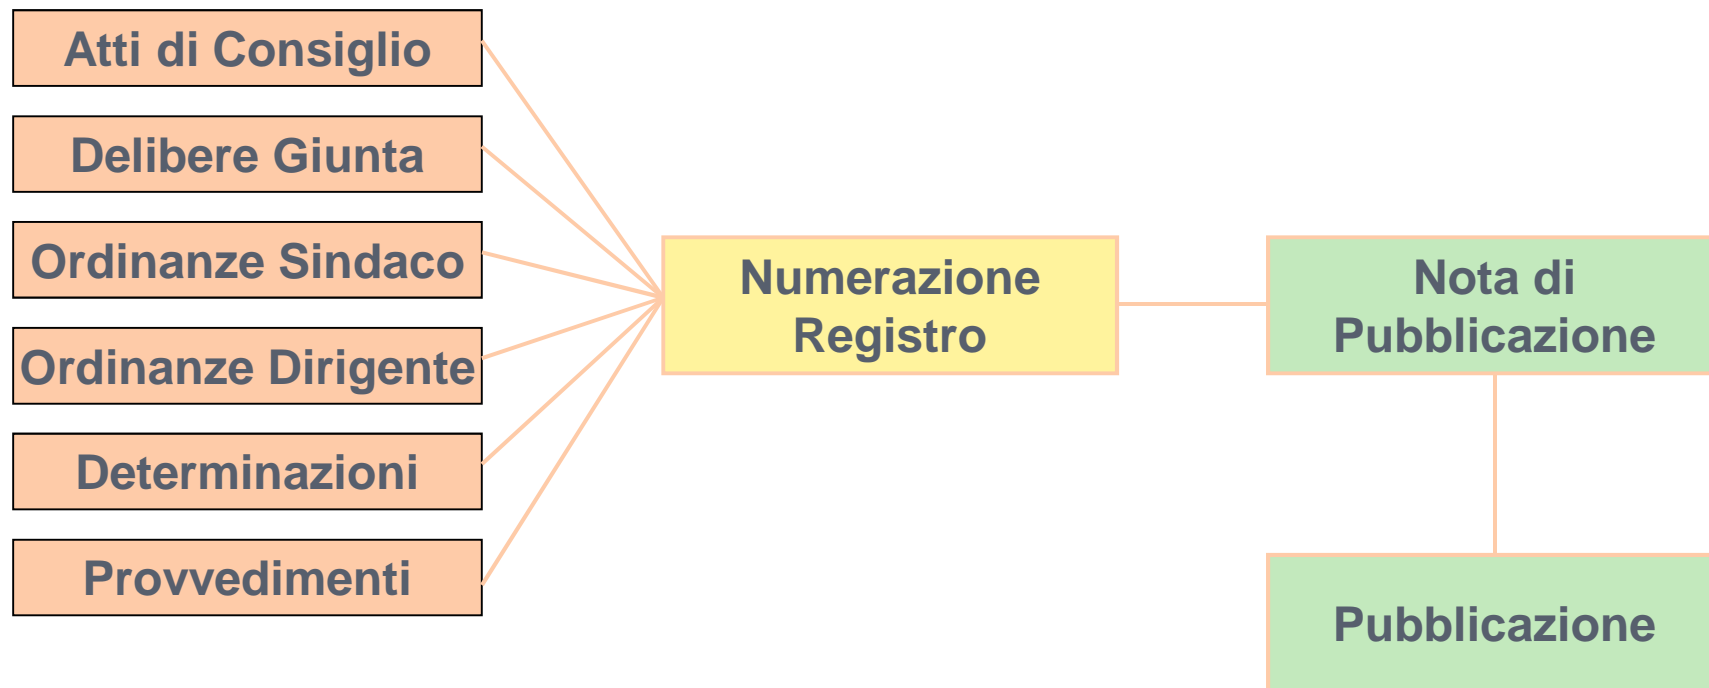 Atti di Consiglio
Delibere Giunta
Ordinanze Sindaco
Ordinanze Dirigente
Determinazioni
Provvedimenti
Numerazione
Registro
Nota di
Pubblicazione
Pubblicazione